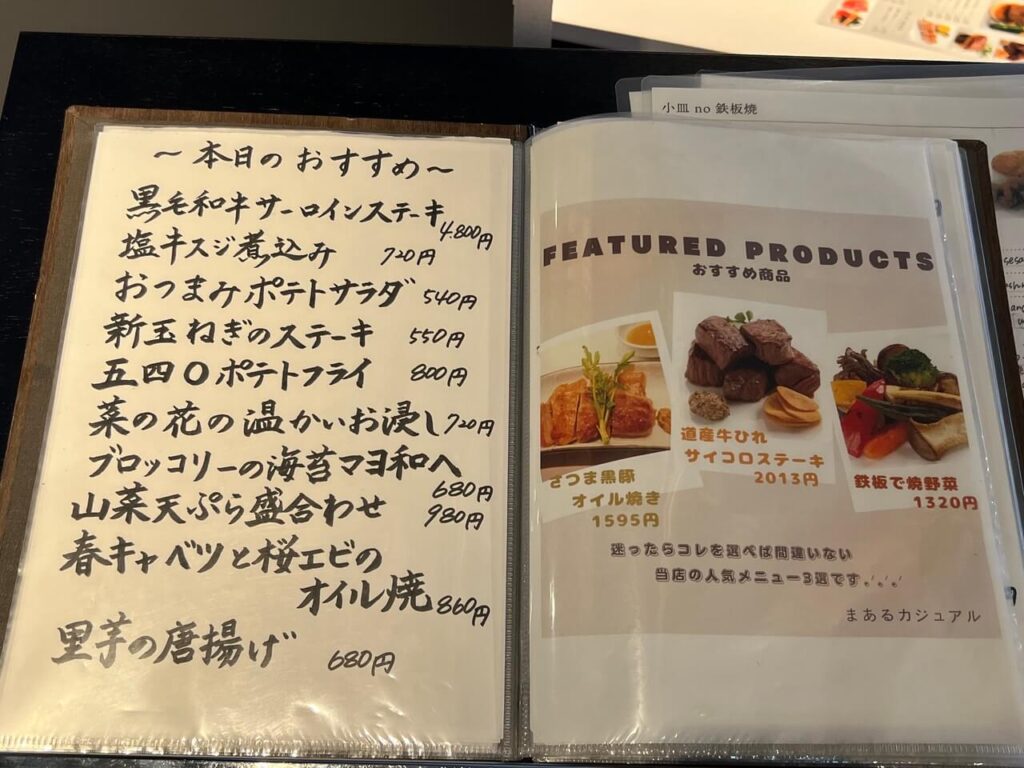 ～本日のおすすめ～
黒毛和牛サーロインステーキ
4.800円
塩牛スジ煮込み 720円
おつまみポテトサラダ 540円
新玉ねぎのステーキ 550円
五四〇ポテトフライ 800円
菜の花の温かいお浸し 720円
ブロッコリーの海苔マヨ和へ
680円
山菜天ぷら盛合わせ 980円
春キャベツと桜エビの
オイル焼 860円
里芋の唐揚げ 680円
小皿 no 鉄板焼
FEATURED PRODUCTS
おすすめ商品
さつま黒豚
オイル焼き
1595円
道産牛ひれ
サイコロステーキ
2013円
鉄板で焼野菜
1320円
迷ったらコレを選べば間違いない
当店の人気メニュー3選です
まあるカジュアル